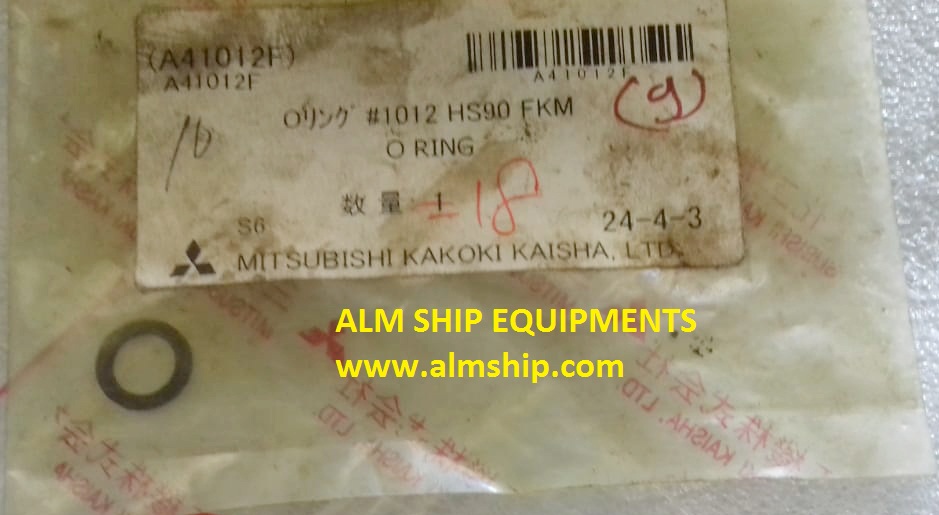 (A41012F)
A41012F
A41012F
Oリング #1012 HS90 FKM
(9)
O RING
10
数量 1
18
S6
24-4-3
MITSUBISHI KAKOKI KAISHA, LTD.
ALM SHIP EQUIPMENTS
www.almship.com